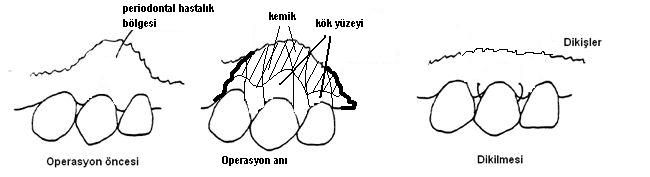 periodontal hastalık
bölgesi
kemik
kök yüzeyi
Dikişler
Operasyon öncesi
Operasyon anı
Dikilmesi